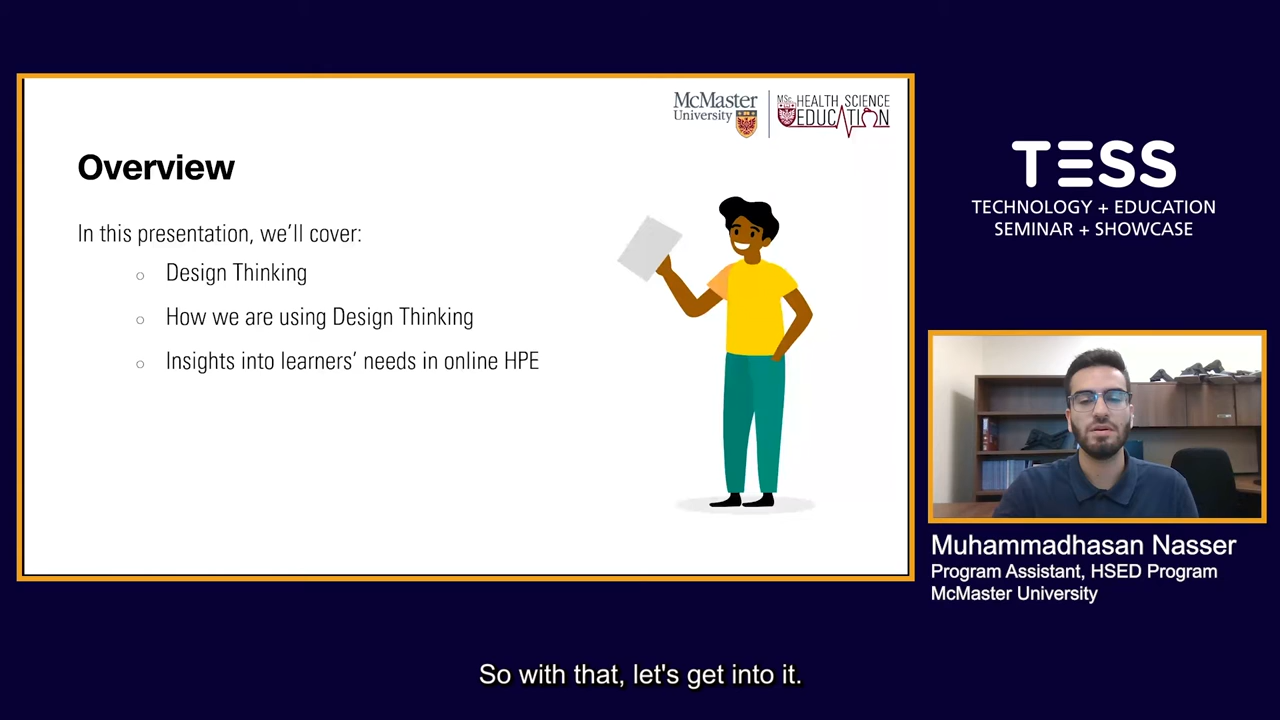 McMaster
University
MSc
HEALTH SCIENCE
EDUCATION
Overview
In this presentation, we'll cover:
○ Design Thinking
○ How we are using Design Thinking
○ Insights into learners' needs in online HPE
TESS
TECHNOLOGY + EDUCATION
SEMINAR + SHOWCASE
Muhammadhasan Nasser
Program Assistant, HSED Program
McMaster University
So with that, let's get into it.